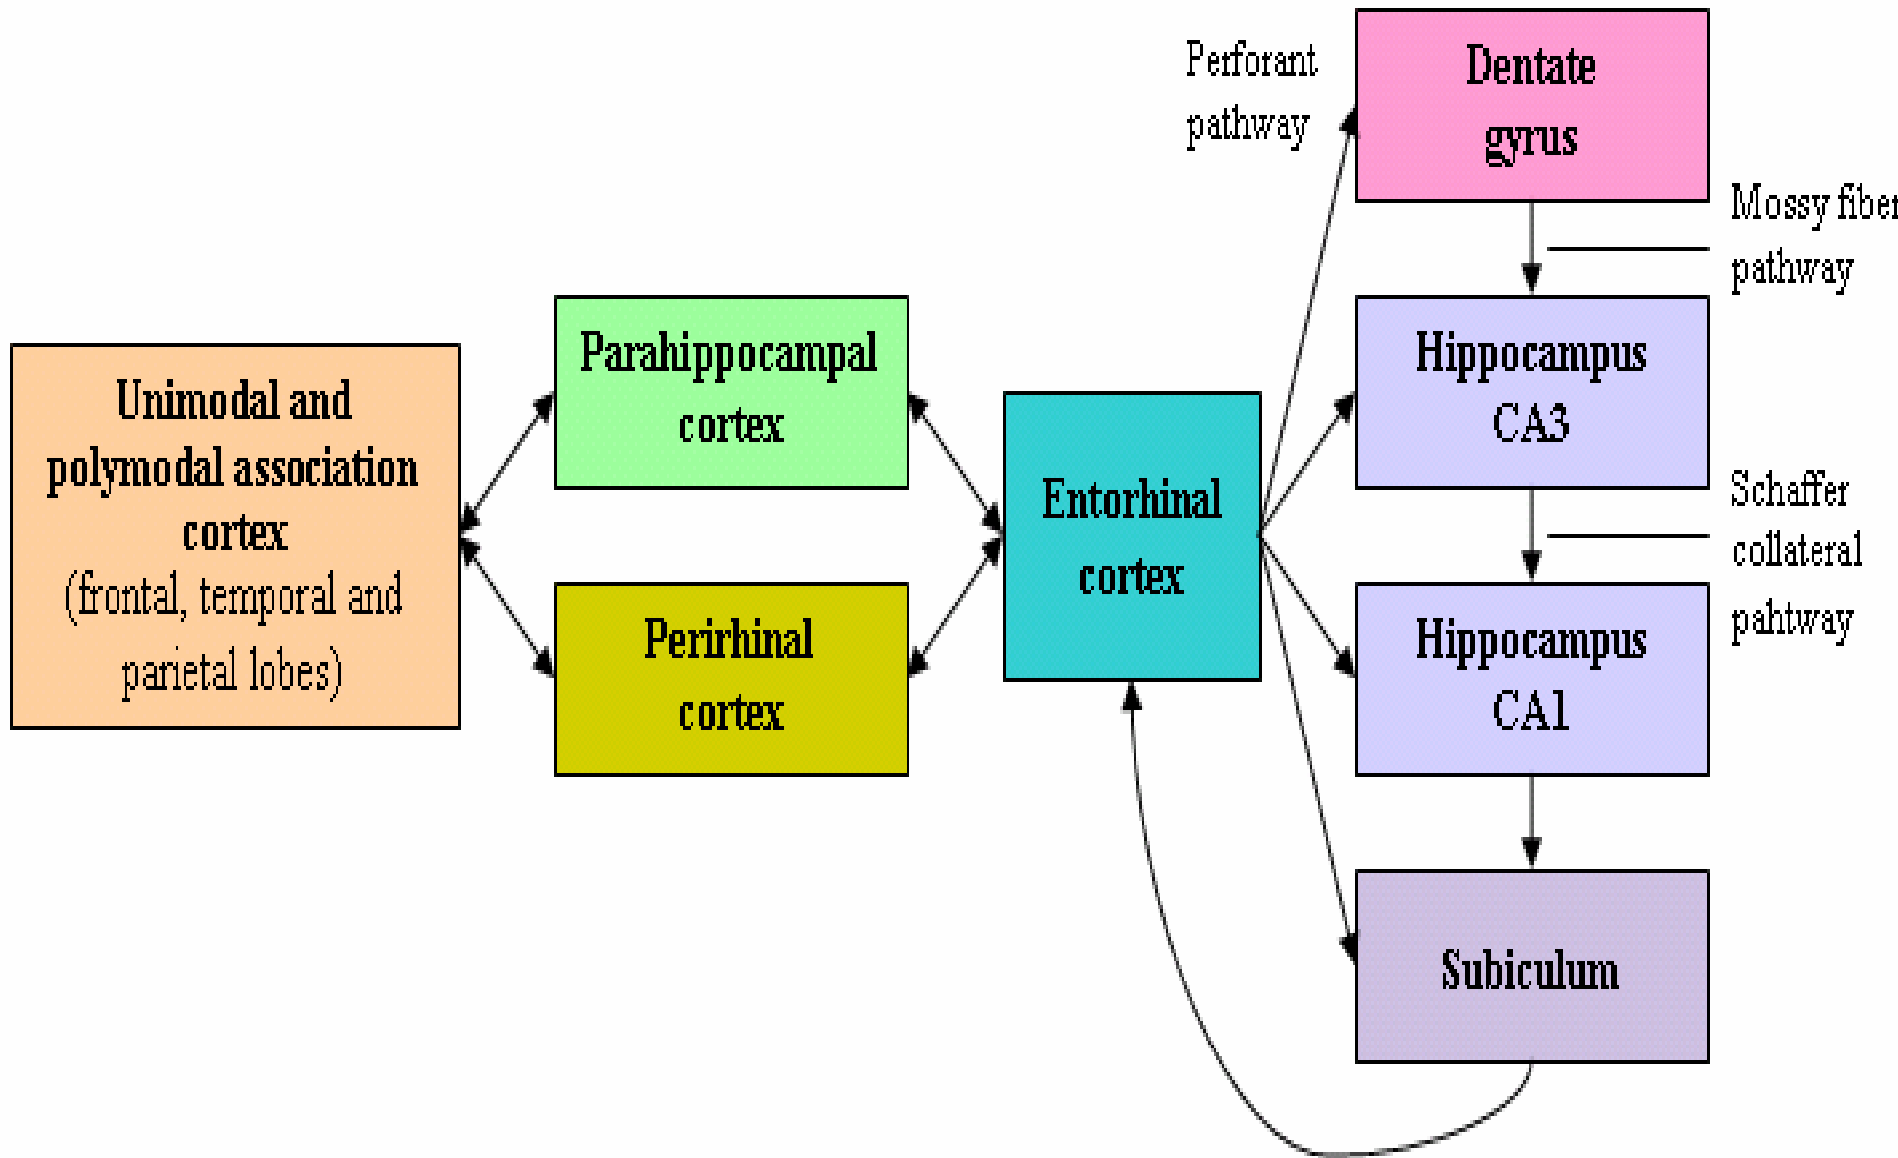 Unimodal and
polymodal association
cortex
(frontal, temporal and
parietal lobes)
Parahippocampal
cortex
Perirhinal
cortex
Entorhinal
cortex
Perforant
pathway
Dentate
gyrus
Mossy fiber
pathway
Hippocampus
CA3
Schaffer
collateral
pahtway
Hippocampus
CA1
Subiculum